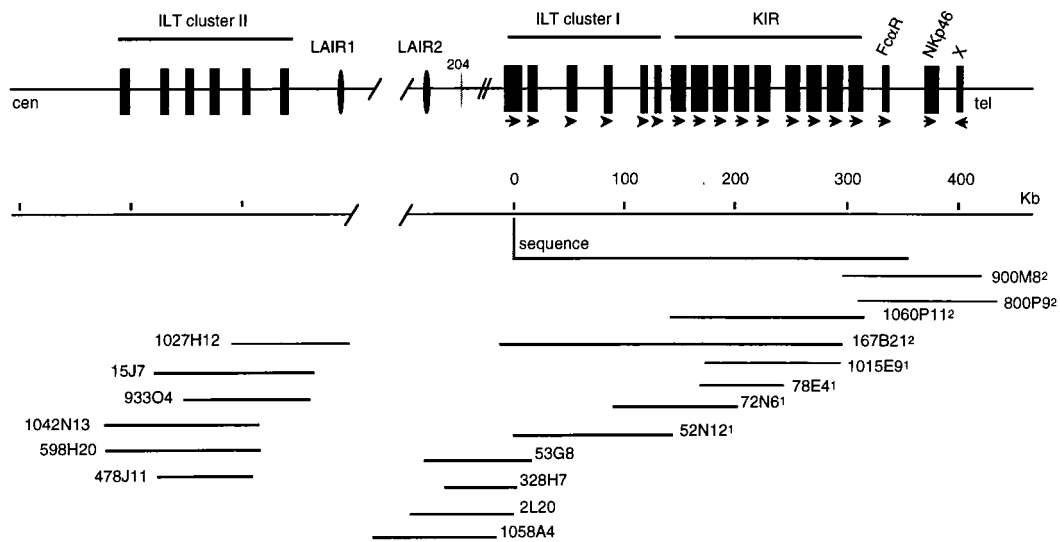 ILT cluster II
ILT cluster I
KIR
FcαR
NKp46
X
LAIR1
LAIR2
204
cen
tel
0 100 200 300 400
Kb
sequence
900M8²
800P9²
1060P11²
1027H12
167B21²
1015E9¹
15J7
78E4¹
933O4
72N6¹
1042N13
52N12¹
598H20
53G8
478J11
328H7
2L20
1058A4